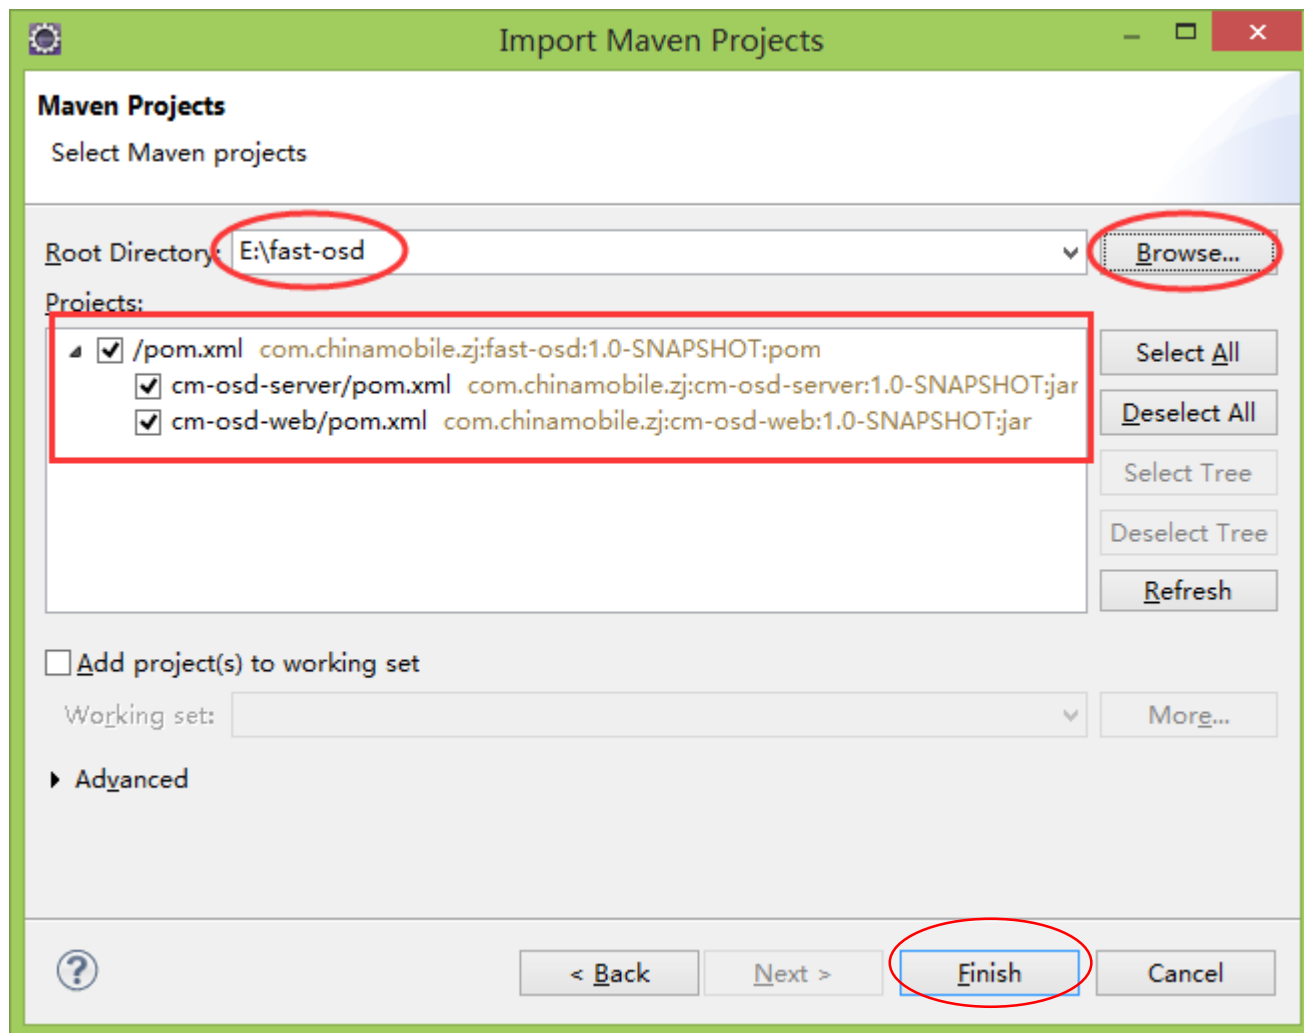 Import Maven Projects
Maven Projects
Select Maven projects
Root Directory: E:\fast-osd Browse...
Projects:
/pom.xml com.chinamobile.zj:fast-osd:1.0-SNAPSHOT:pom
cm-osd-server/pom.xml com.chinamobile.zj:cm-osd-server:1.0-SNAPSHOT:jar
cm-osd-web/pom.xml com.chinamobile.zj:cm-osd-web:1.0-SNAPSHOT:jar
Select All
Deselect All
Select Tree
Deselect Tree
Refresh
Add project(s) to working set
Working set: More...
Advanced
< Back Next > Finish Cancel